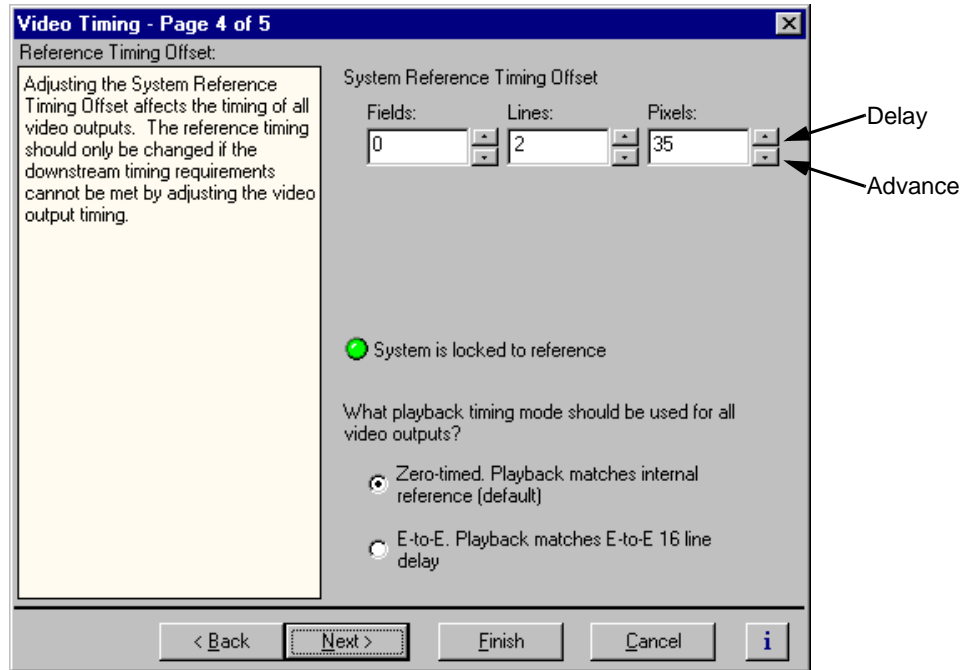 Video Timing - Page 4 of 5
Reference Timing Offset:
Adjusting the System Reference
Timing Offset affects the timing of all
video outputs.  The reference timing
should only be changed if the
downstream timing requirements
cannot be met by adjusting the video
output timing.
System Reference Timing Offset
Fields: Lines: Pixels:
0 2 35
Delay
Advance
System is locked to reference
What playback timing mode should be used for all
video outputs?
Zero-timed. Playback matches internal
reference (default)
E-to-E. Playback matches E-to-E 16 line
delay
< Back Next > Finish Cancel i